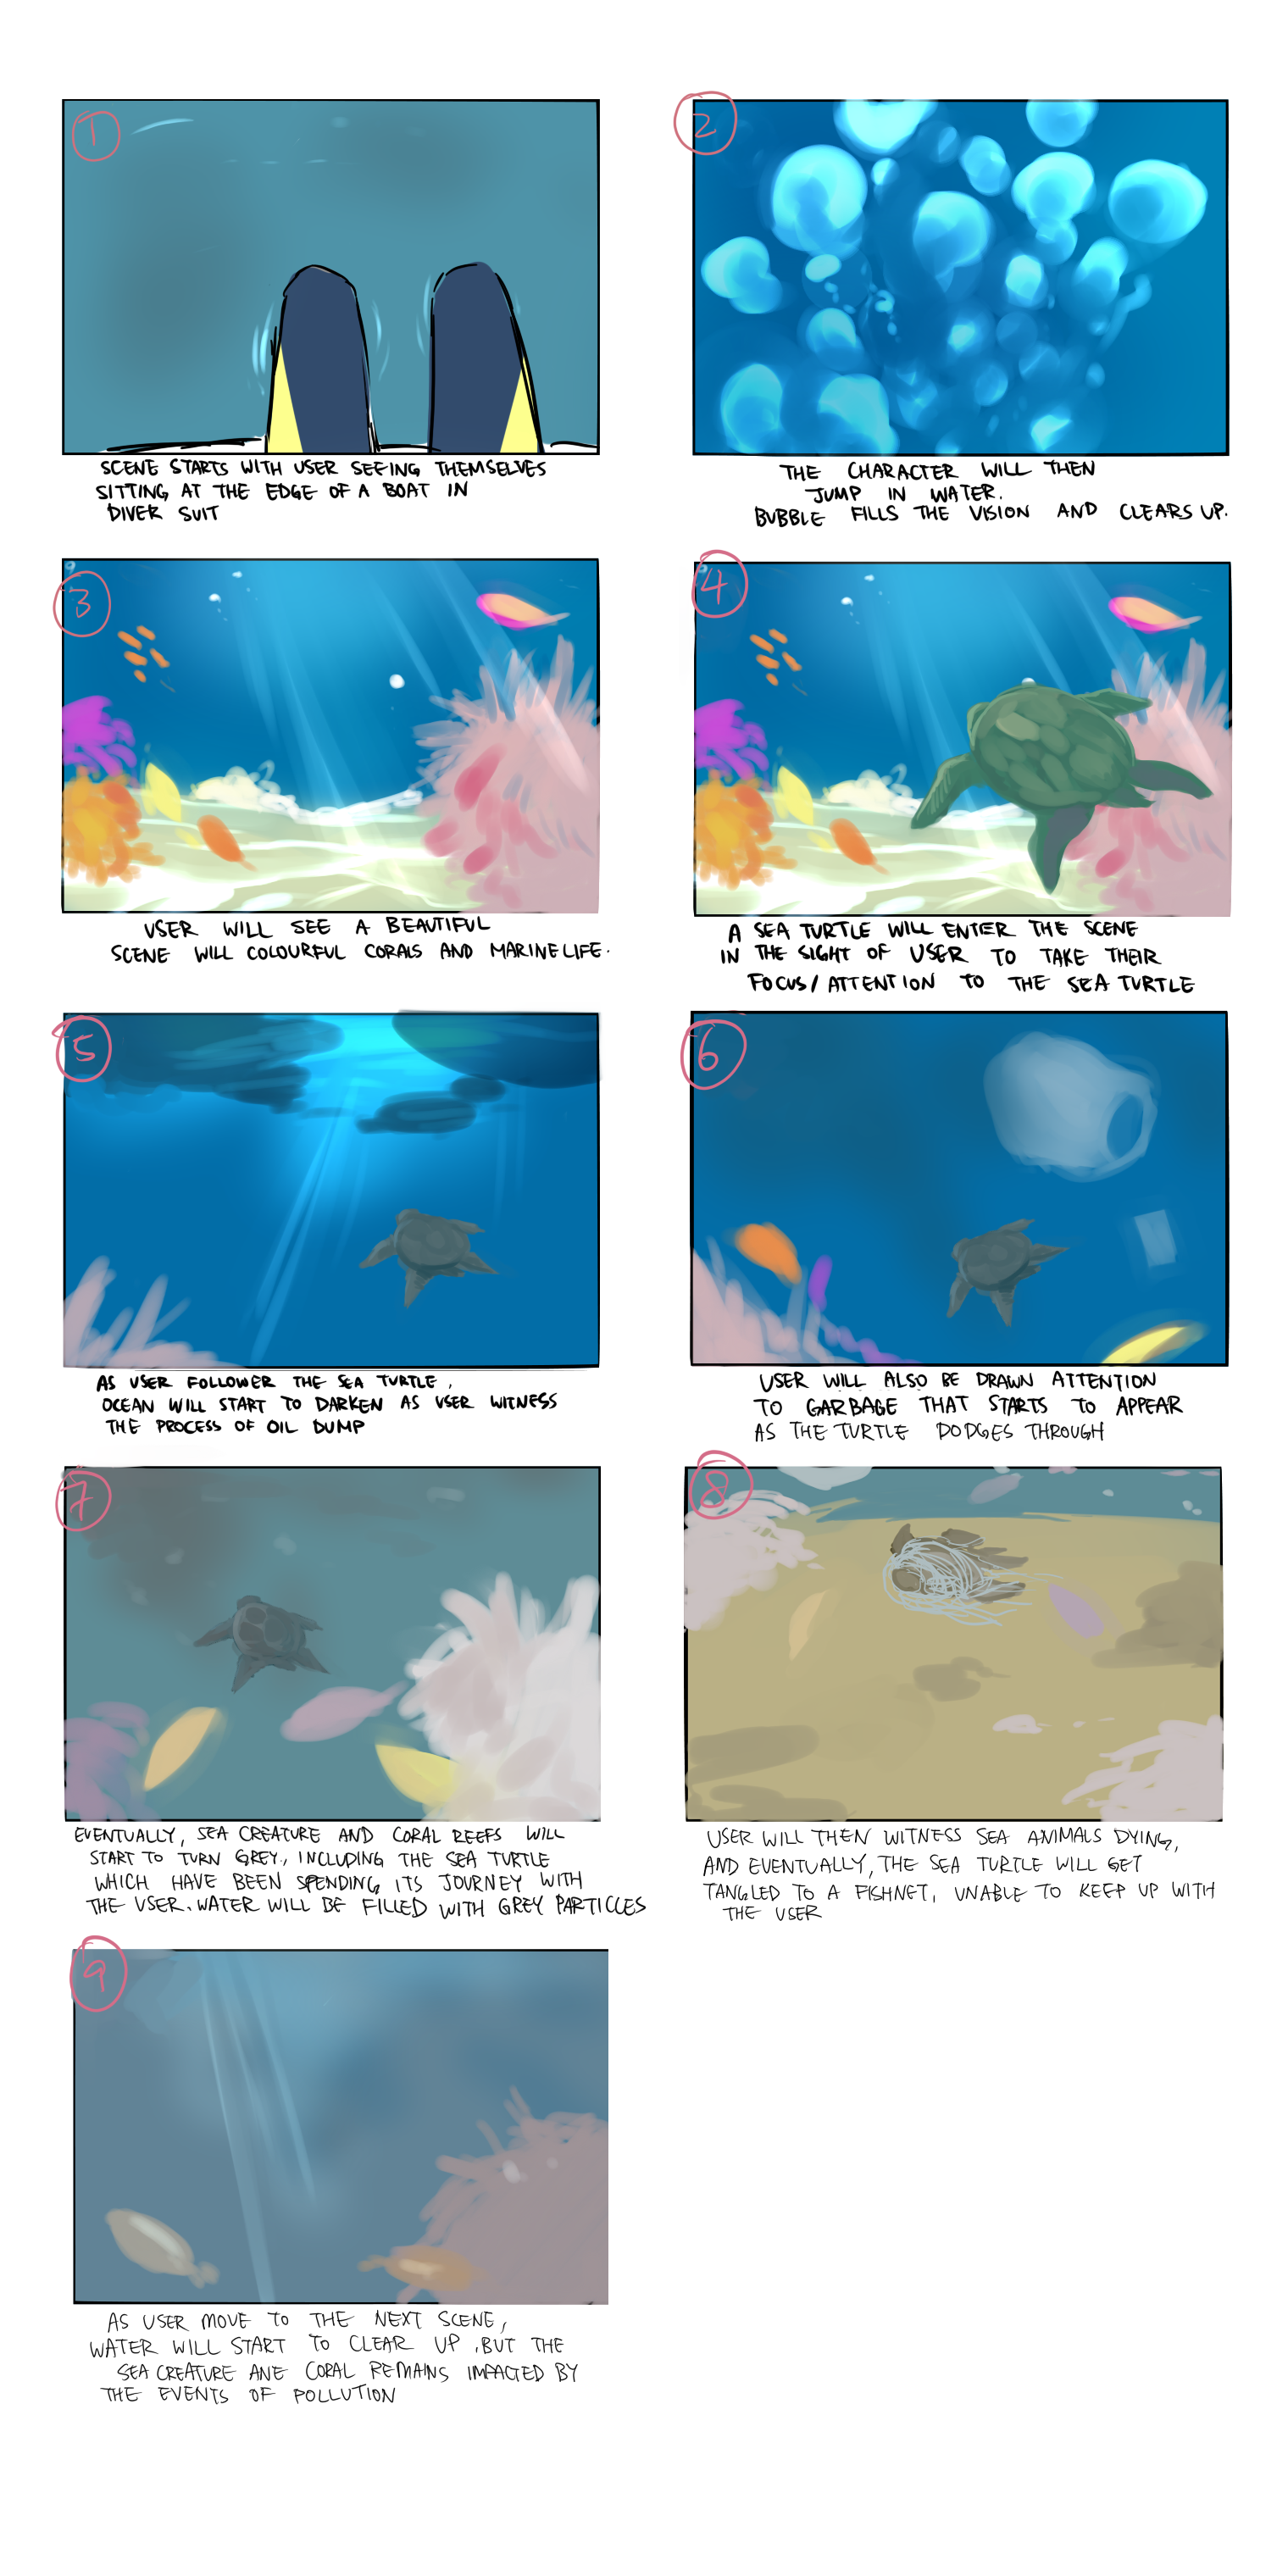 1
SCENE STARTS WITH USER SEEING THEMSELVES
SITTING AT THE EDGE OF A BOAT IN
DIVER SUIT
2
THE CHARACTER WILL THEN
JUMP IN WATER.
BUBBLE FILLS THE VISION AND CLEARS UP.
3
USER WILL SEE A BEAUTIFUL
SCENE WILL COLOURFUL CORALS AND MARINE LIFE.
4
A SEA TURTLE WILL ENTER THE SCENE
IN THE SIGHT OF USER TO TAKE THEIR
FOCUS/ATTENTION TO THE SEA TURTLE
5
AS USER FOLLOWER THE SEA TURTLE,
OCEAN WILL START TO DARKEN AS USER WITNESS
THE PROCESS OF OIL DUMP
6
USER WILL ALSO BE DRAWN ATTENTION
TO GARBAGE THAT STARTS TO APPEAR
AS THE TURTLE DODGES THROUGH
7
EVENTUALLY, SEA CREATURE AND CORAL REEFS WILL
START TO TURN GREY., INCLUDING THE SEA TURTLE
WHICH HAVE BEEN SPENDING ITS JOURNEY WITH
THE USER. WATER WILL BE FILLED WITH GREY PARTICLES
8
USER WILL THEN WITNESS SEA ANIMALS DYING,
AND EVENTUALLY, THE SEA TURTLE WILL GET
TANGLED TO A FISHNET, UNABLE TO KEEP UP WITH
THE USER
9
AS USER MOVE TO THE NEXT SCENE,
WATER WILL START TO CLEAR UP, BUT THE
SEA CREATURE ANE CORAL REMAINS IMPACTED BY
THE EVENTS OF POLLUTION